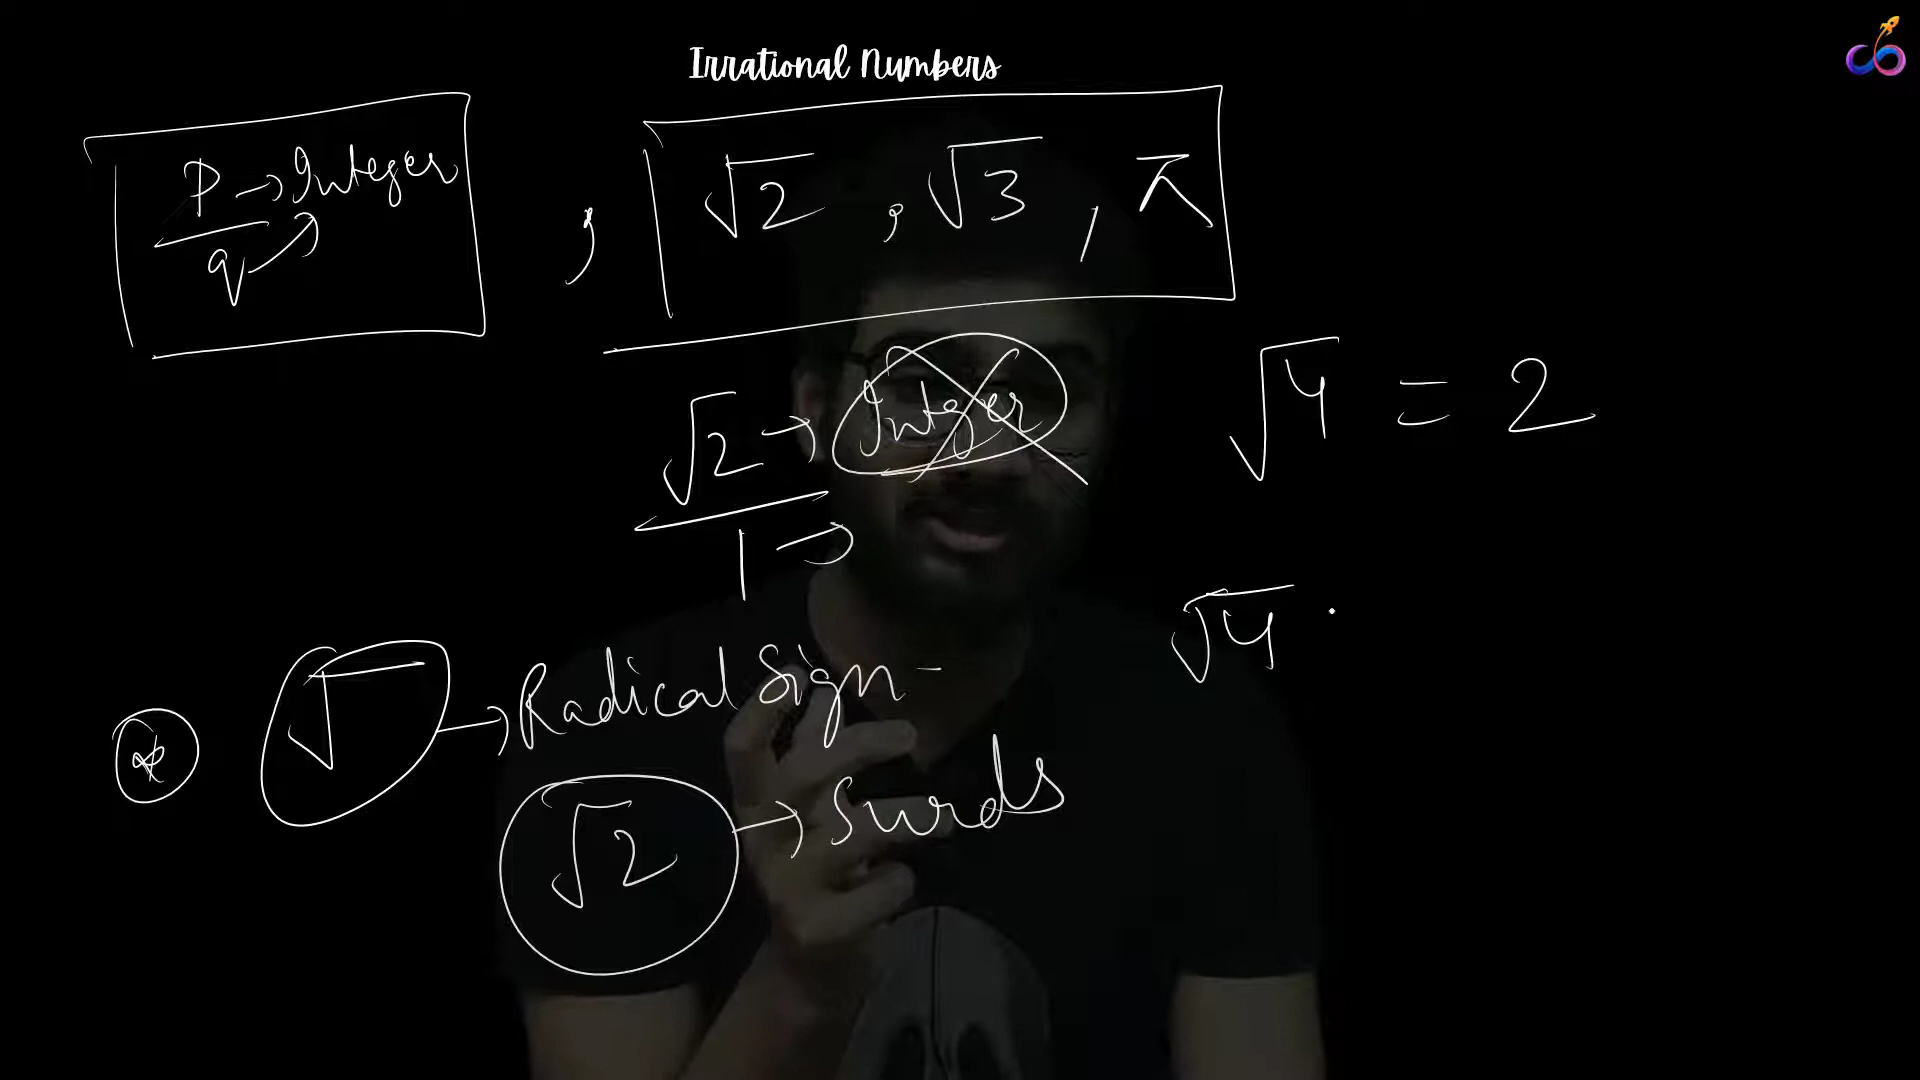 Irrational Numbers
P → Integer
q
, √2 , √3 , π
√2 → Integer
1 →
√4 = 2
√4 .
√ → Radical Sign -
√2 → Surds